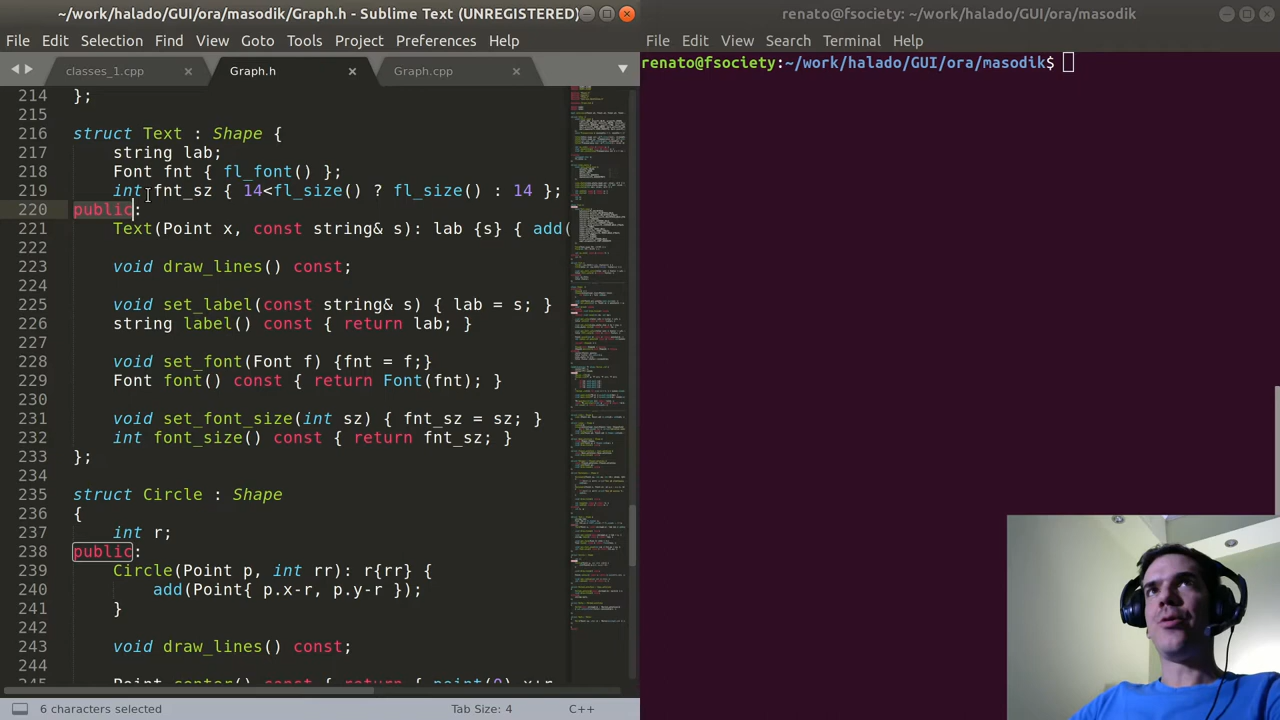 ~/work/halado/GUI/ora/masodik/Graph.h - Sublime Text (UNREGISTERED)
File Edit Selection Find View Goto Tools Project Preferences Help
classes_1.cpp Graph.h Graph.cpp
214 };
215
216 struct Text : Shape {
217 string lab;
218 Font fnt { fl_font() };
219 int fnt_sz { 14<fl_size() ? fl_size() : 14 };
220 public:
221 Text(Point x, const string& s): lab {s} { add(
222
223 void draw_lines() const;
224
225 void set_label(const string& s) { lab = s; }
226 string label() const { return lab; }
227
228 void set_font(Font f) {fnt = f;}
229 Font font() const { return Font(fnt); }
230
231 void set_font_size(int sz) { fnt_sz = sz; }
232 int font_size() const { return fnt_sz; }
233 };
234
235 struct Circle : Shape
236 {
237 int r;
238 public:
239 Circle(Point p, int rr): r{rr} {
240 add(Point{ p.x-r, p.y-r });
241 }
242
243 void draw_lines() const;
244
245 Point center() const { return { point(0).x+r
6 characters selected Tab Size: 4 C++
renato@fsociety: ~/work/halado/GUI/ora/masodik
File Edit View Search Terminal Help
renato@fsociety:~/work/halado/GUI/ora/masodik$